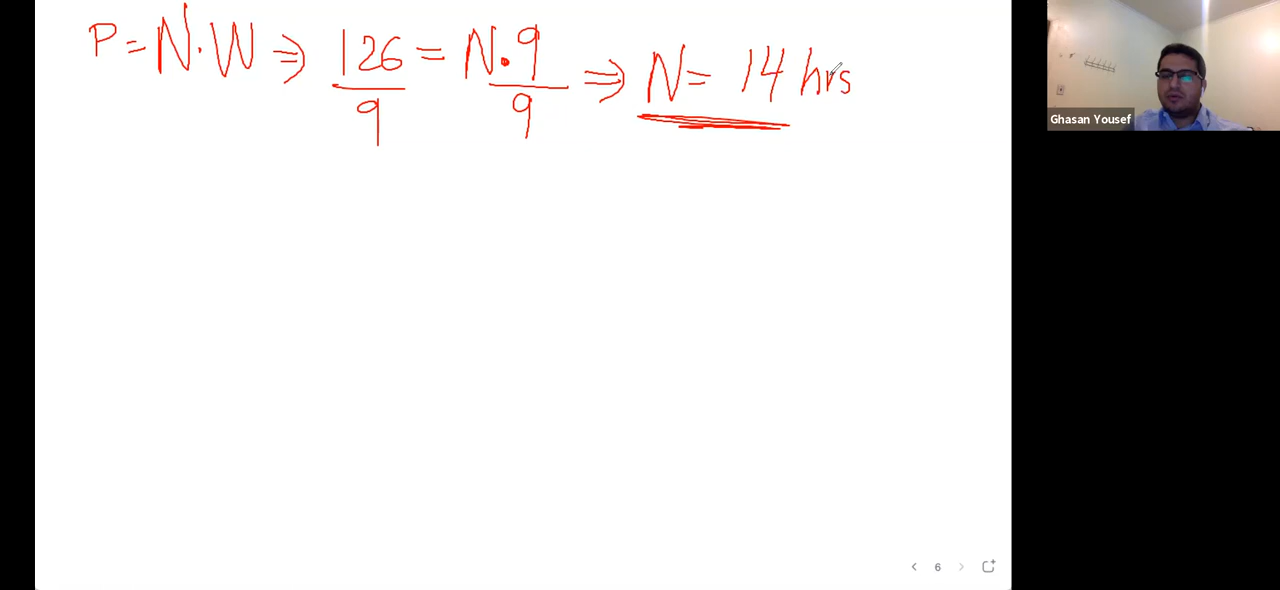 P = N . W ⇒ 126/9 = N . 9/9 ⇒ N = 14 hrs
Ghasan Yousef
6